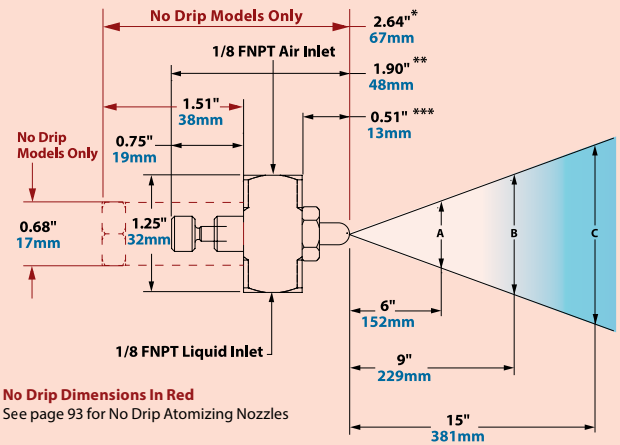 No Drip Models Only
2.64"*
67mm
1/8 FNPT Air Inlet
1.90" **
48mm
1.51"
38mm
0.51" ***
13mm
No Drip
Models Only
0.75"
19mm
0.68"
17mm
1.25"
32mm
A
B
C
6"
152mm
1/8 FNPT Liquid Inlet
9"
229mm
No Drip Dimensions In Red
See page 93 for No Drip Atomizing Nozzles
15"
381mm